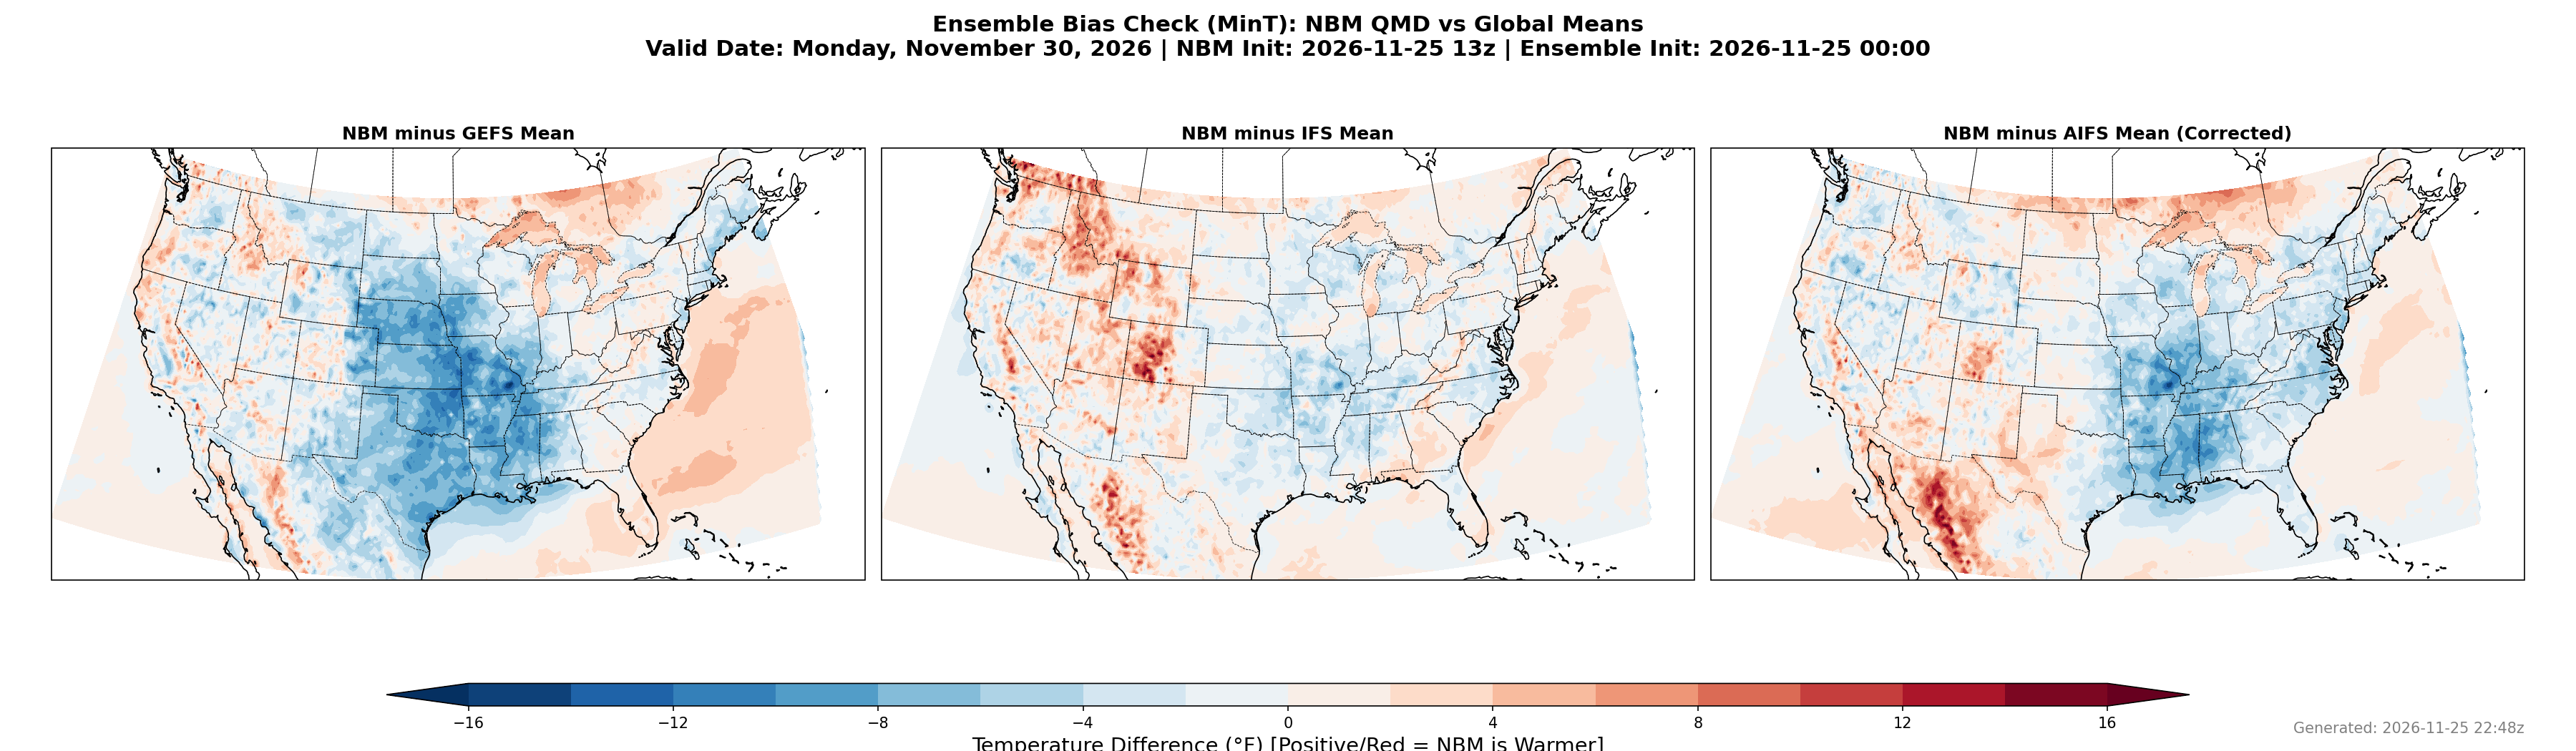 Ensemble Bias Check (MinT): NBM QMD vs Global Means
Valid Date: Monday, November 30, 2026 | NBM Init: 2026-11-25 13z | Ensemble Init: 2026-11-25 00:00
NBM minus GEFS Mean
NBM minus IFS Mean
NBM minus AIFS Mean (Corrected)
−16 −12 −8 −4 0 4 8 12 16
Generated: 2026-11-25 22:48z
Temperature Difference (°F) [Positive/Red = NBM is Warmer]